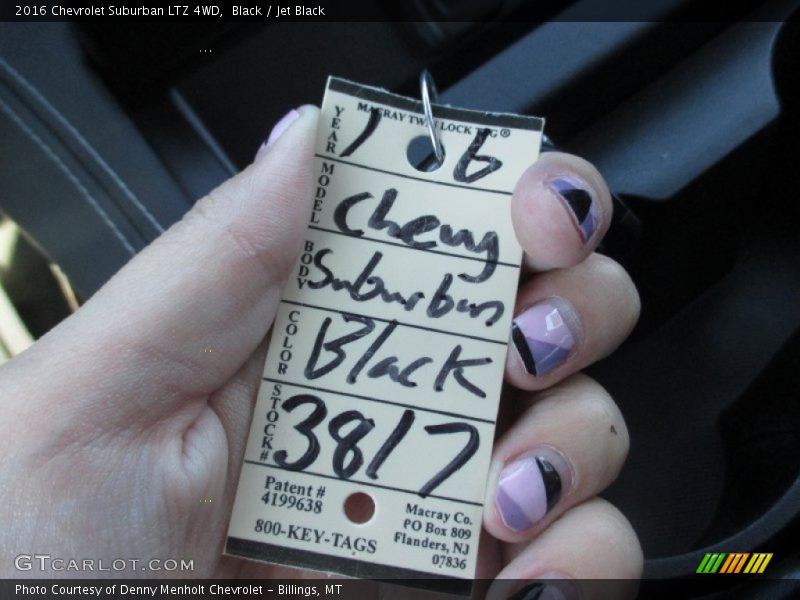 2016 Chevrolet Suburban LTZ 4WD, Black / Jet Black
MACRAY TWIN LOCK TAG®
YEAR 16
MODEL Chevy
BODY Suburban
COLOR Black
STOCK # 3817
Patent #
4199638
800-KEY-TAGS
Macray Co.
PO Box 809
Flanders, NJ
07836
GTCARLOT.COM
Photo Courtesy of Denny Menholt Chevrolet – Billings, MT